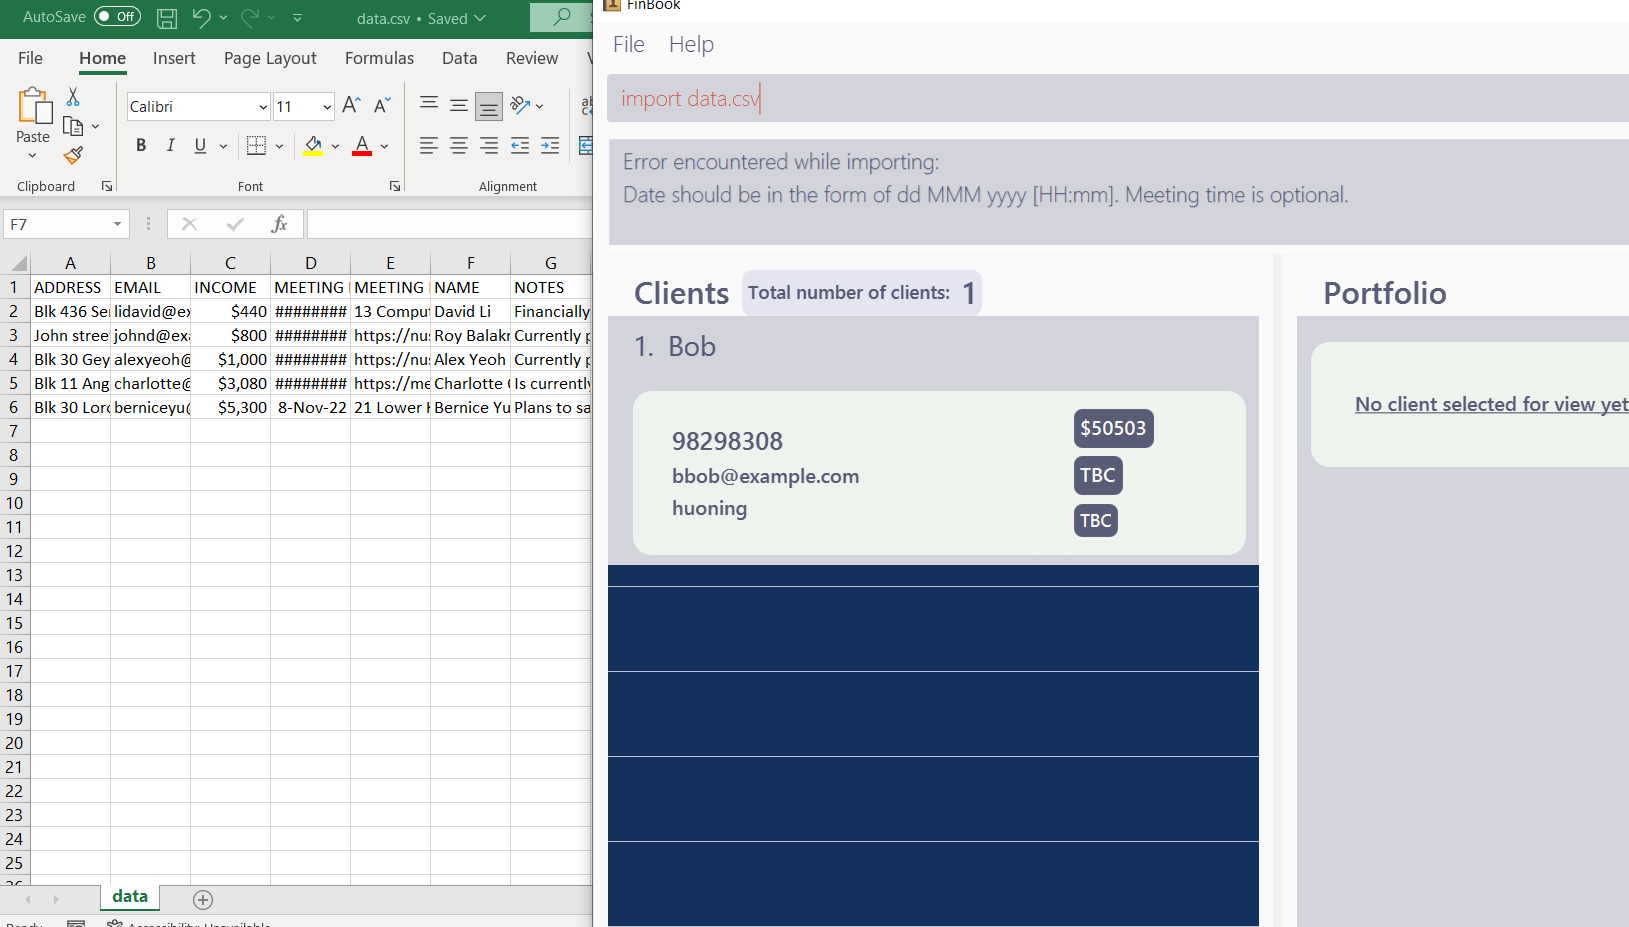 AutoSave Off data.csv • Saved
File Home Insert Page Layout Formulas Data Review
Paste
Calibri 11
B I U A
ab
Clipboard Font Alignment
F7 fx
A B C D E F G
1 ADDRESS EMAIL INCOME MEETING MEETING NAME NOTES
2 Blk 436 Se lidavid@ex $440 ######## 13 Comput David Li Financially
3 John stree johnd@exa $800 ######## https://nus Roy Balakr Currently p
4 Blk 30 Gey alexyeoh@ $1,000 ######## https://nus Alex Yeoh Currently p
5 Blk 11 Ang charlotte@ $3,080 ######## https://me Charlotte Is currently
6 Blk 30 Loro berniceyu@ $5,300 8-Nov-22 21 Lower Bernice Yu Plans to sa
7
8
9
10
11
12
13
14
15
16
17
18
19
20
21
22
23
24
25
data
FinBook
File Help
import data.csv
Error encountered while importing:
Date should be in the form of dd MMM yyyy [HH:mm]. Meeting time is optional.
Clients Total number of clients: 1
1. Bob
98298308
bbob@example.com
huoning
$50503
TBC
TBC
Portfolio
No client selected for view yet